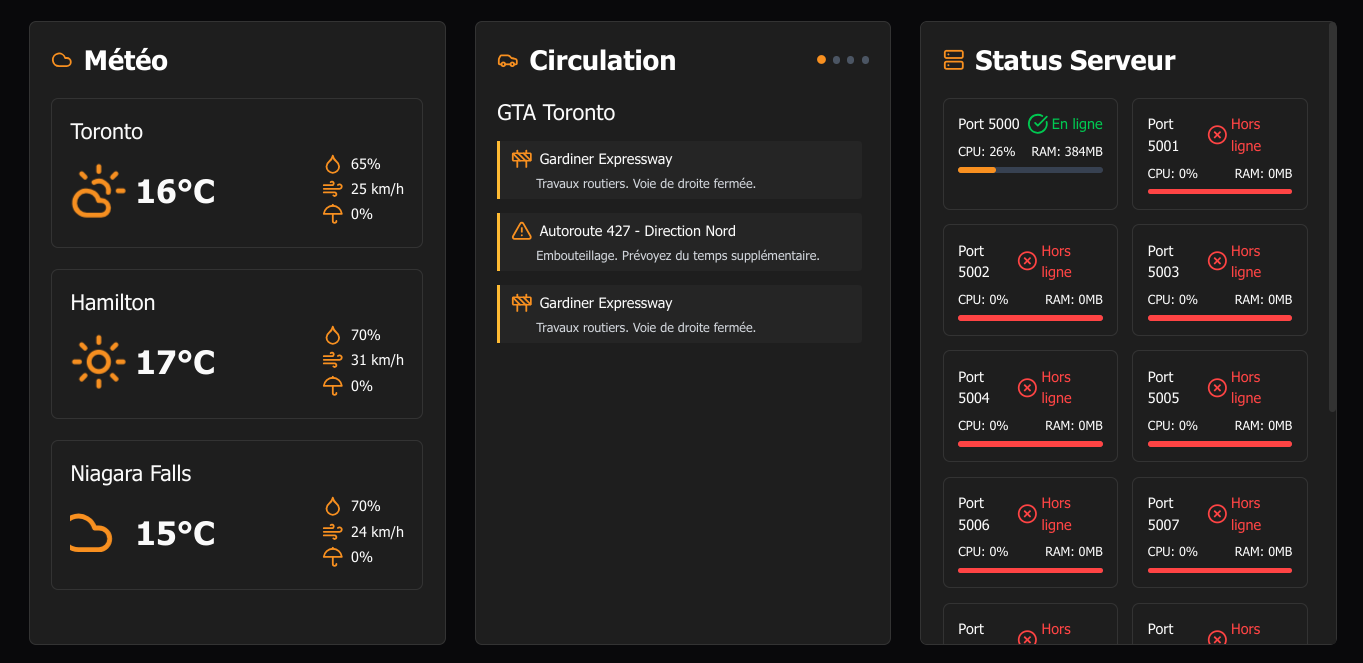 Météo
Toronto
16°C
65%
25 km/h
0%
Hamilton
17°C
70%
31 km/h
0%
Niagara Falls
15°C
70%
24 km/h
0%
Circulation
GTA Toronto
Gardiner Expressway
Travaux routiers. Voie de droite fermée.
Autoroute 427 - Direction Nord
Embouteillage. Prévoyez du temps supplémentaire.
Gardiner Expressway
Travaux routiers. Voie de droite fermée.
Status Serveur
Port 5000 En ligne
CPU: 26% RAM: 384MB
Port
5001
Hors
ligne
CPU: 0% RAM: 0MB
Port
5002
Hors
ligne
CPU: 0% RAM: 0MB
Port
5003
Hors
ligne
CPU: 0% RAM: 0MB
Port
5004
Hors
ligne
CPU: 0% RAM: 0MB
Port
5005
Hors
ligne
CPU: 0% RAM: 0MB
Port
5006
Hors
ligne
CPU: 0% RAM: 0MB
Port
5007
Hors
ligne
CPU: 0% RAM: 0MB
Port
Hors
Port
Hors